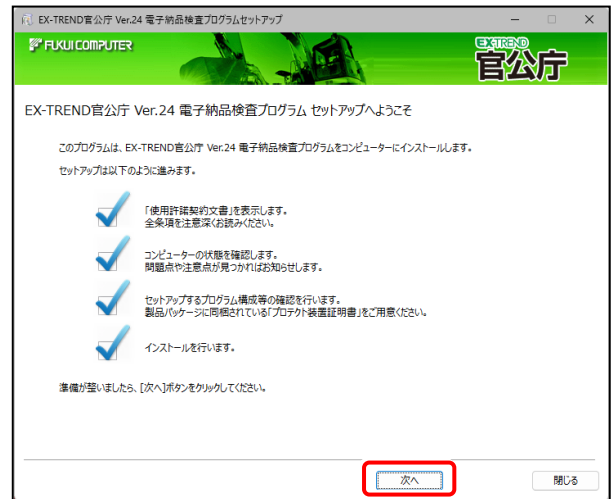 EX-TREND官公庁 Ver.24 電子納品検査プログラムセットアップ
FUKUI COMPUTER
EX-TREND
官公庁
EX-TREND官公庁 Ver.24 電子納品検査プログラム セットアップへようこそ
このプログラムは、EX-TREND官公庁 Ver.24 電子納品検査プログラムをコンピューターにインストールします。
セットアップは以下のように進みます。
「使用許諾契約文書」を表示します。
全条項を注意深くお読みください。
コンピューターの状態を確認します。
問題点や注意点が見つかればお知らせします。
セットアップするプログラム構成等の確認を行います。
製品パッケージに同梱されている「プロテクト装置証明書」をご用意ください。
インストールを行います。
準備が整いましたら、[次へ]ボタンをクリックしてください。
次へ
閉じる